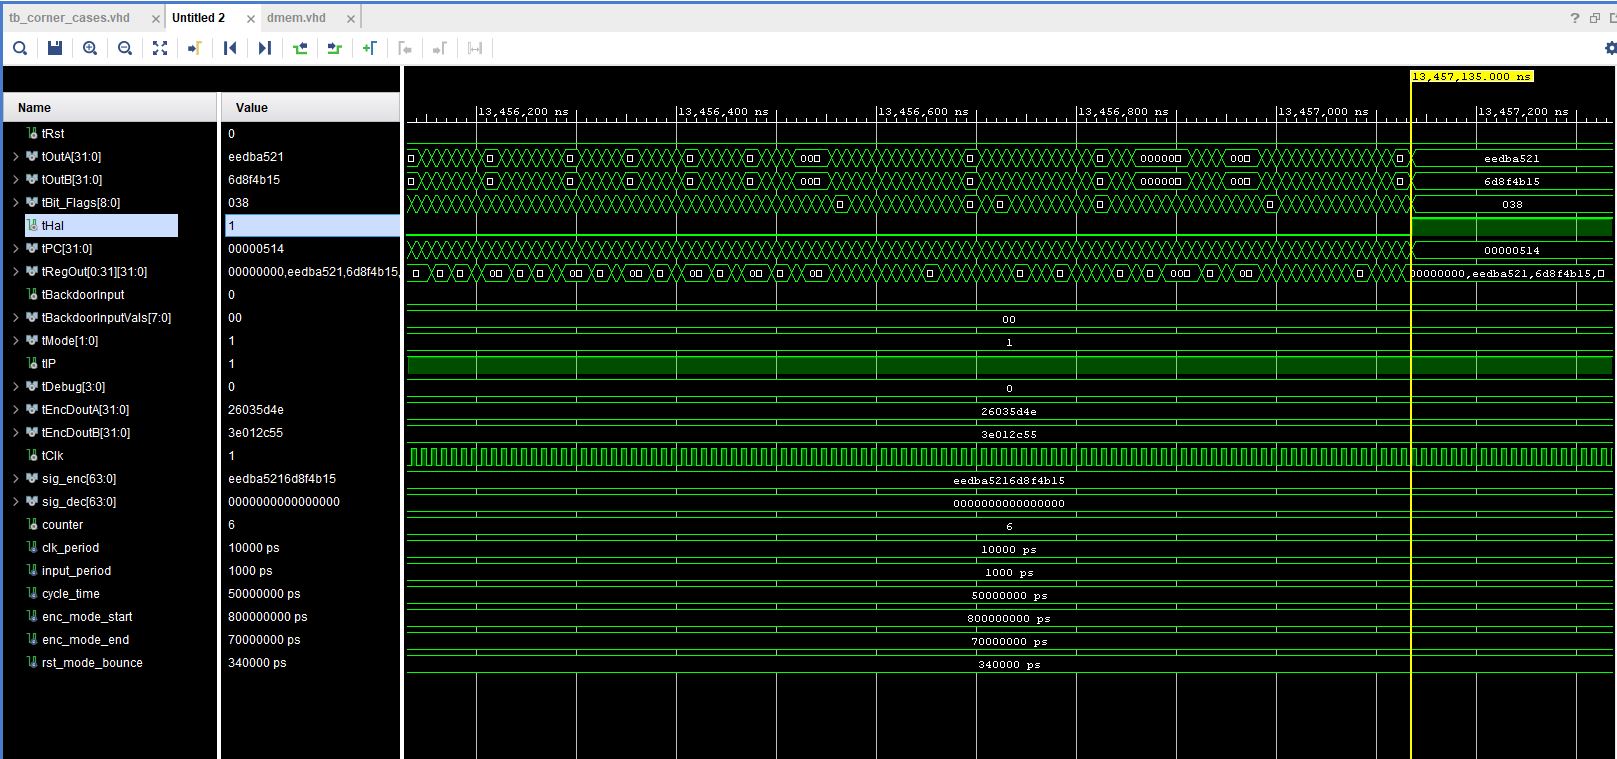 tb_corner_cases.vhd × Untitled 2 × dmem.vhd ×
?
13,457,135.000 ns
Name Value
13,456,200 ns 13,456,400 ns 13,456,600 ns 13,456,800 ns 13,457,000 ns 13,457,200 ns
tRst 0
tOutA[31:0] eedba521 00 00000 00 eedba521
tOutB[31:0] 6d8f4b15 00 00000 00 6d8f4b15
tBit_Flags[8:0] 038 038
tHal 1
tPC[31:0] 00000514 00000514
tRegOut[0:31][31:0] 00000000,eedba521,6d8f4b15, 00 00 00 00 00 000 00 00000000,eedba521,6d8f4b15,
tBackdoorInput 0
tBackdoorInputVals[7:0] 00 00
tMode[1:0] 1 1
tIP 1
tDebug[3:0] 0 0
tEncDoutA[31:0] 26035d4e 26035d4e
tEncDoutB[31:0] 3e012c55 3e012c55
tClk 1
sig_enc[63:0] eedba5216d8f4b15 eedba5216d8f4b15
sig_dec[63:0] 0000000000000000 0000000000000000
counter 6 6
clk_period 10000 ps 10000 ps
input_period 1000 ps 1000 ps
cycle_time 50000000 ps 50000000 ps
enc_mode_start 800000000 ps 800000000 ps
enc_mode_end 70000000 ps 70000000 ps
rst_mode_bounce 340000 ps 340000 ps